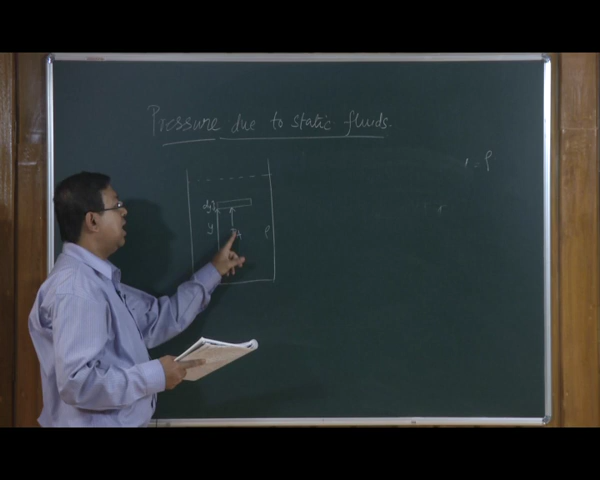 Pressure due to static fluids.
= ρ
dy
y
ρ